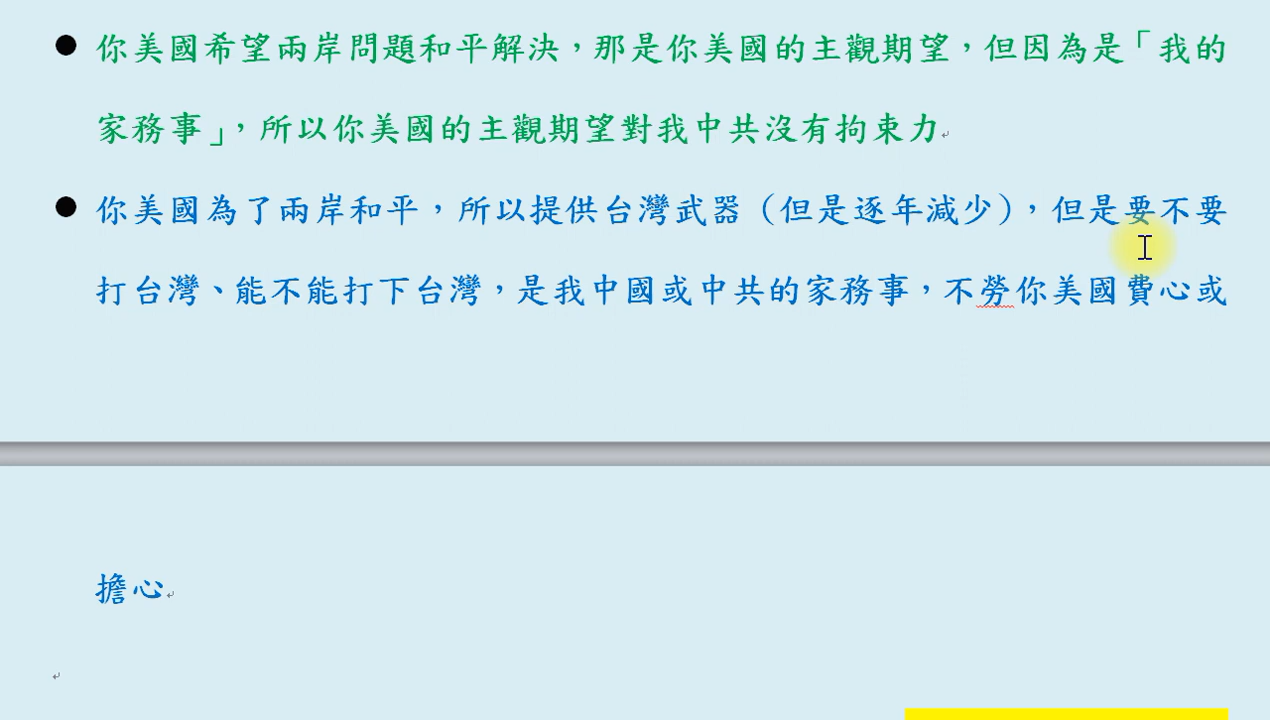 你美國希望兩岸問題和平解決，那是你美國的主觀期望，但因為是「我的
家務事」，所以你美國的主觀期望對我中共沒有拘束力
你美國為了兩岸和平，所以提供台灣武器（但是逐年減少），但是要不要
打台灣、能不能打下台灣，是我中國或中共的家務事，不勞你美國費心或
擔心